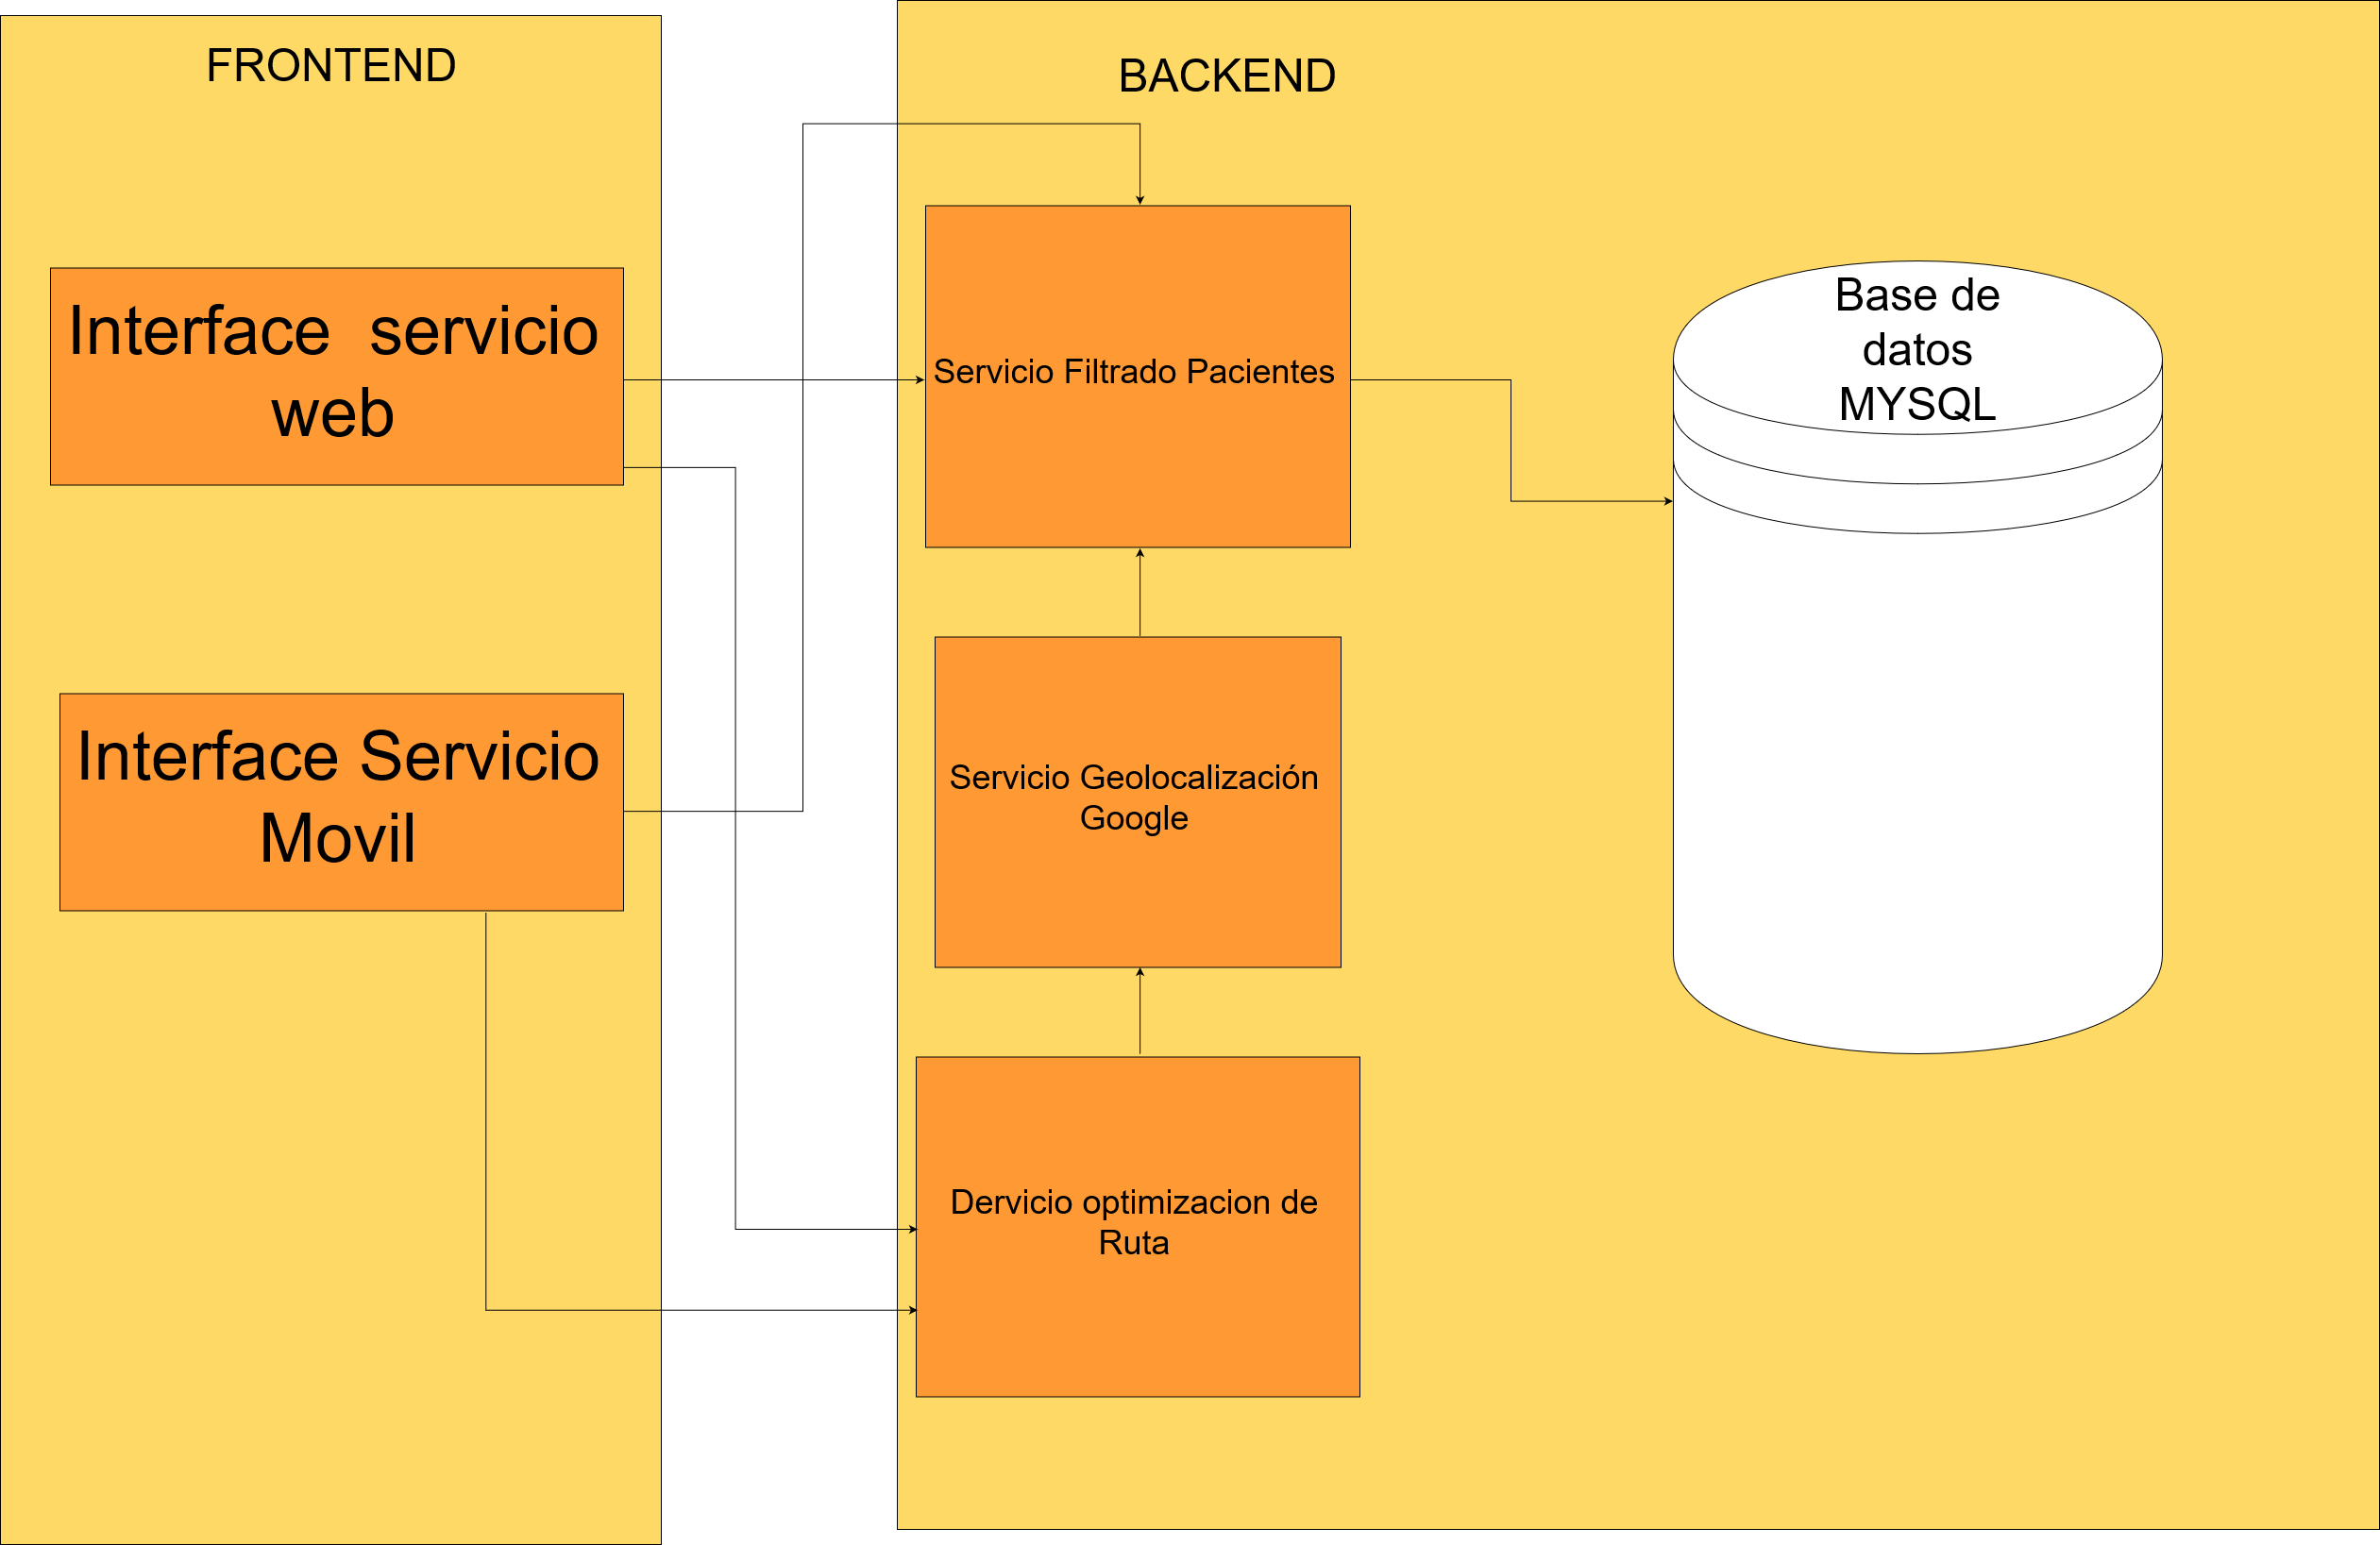 FRONTEND
BACKEND
Interface servicio
web
Interface Servicio
Movil
Servicio Filtrado Pacientes
Servicio Geolocalización
Google
Dervicio optimizacion de
Ruta
Base de
datos
MYSQL